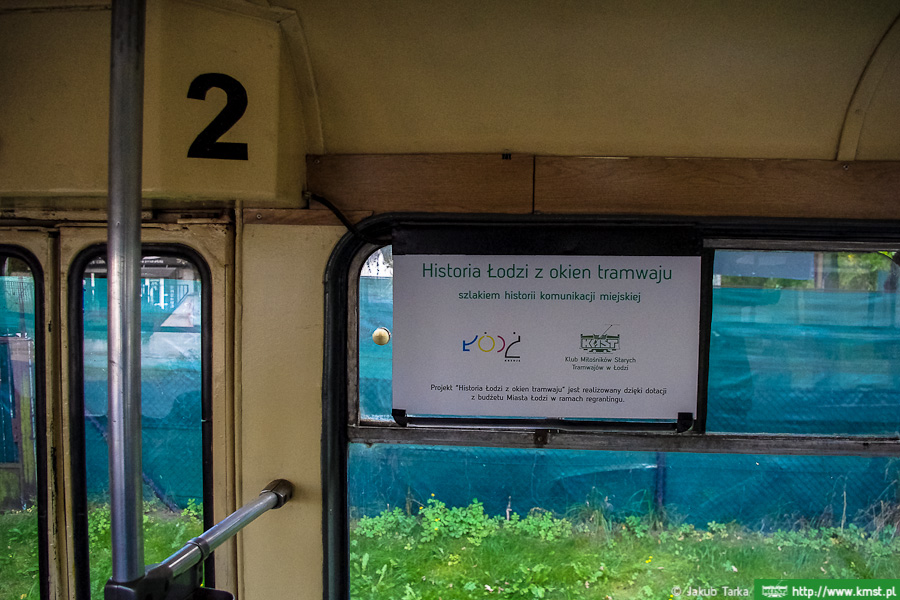 2
Historia Łodzi z okien tramwaju
szlakiem historii komunikacji miejskiej
ŁÓDŹ
KMST
Klub Miłośników Starych
Tramwajów w Łodzi
Projekt "Historia Łodzi z okien tramwaju" jest realizowany dzięki dotacji
z budżetu Miasta Łodzi w ramach regrantingu.
© Jakub Tarka
http://www.kmst.pl